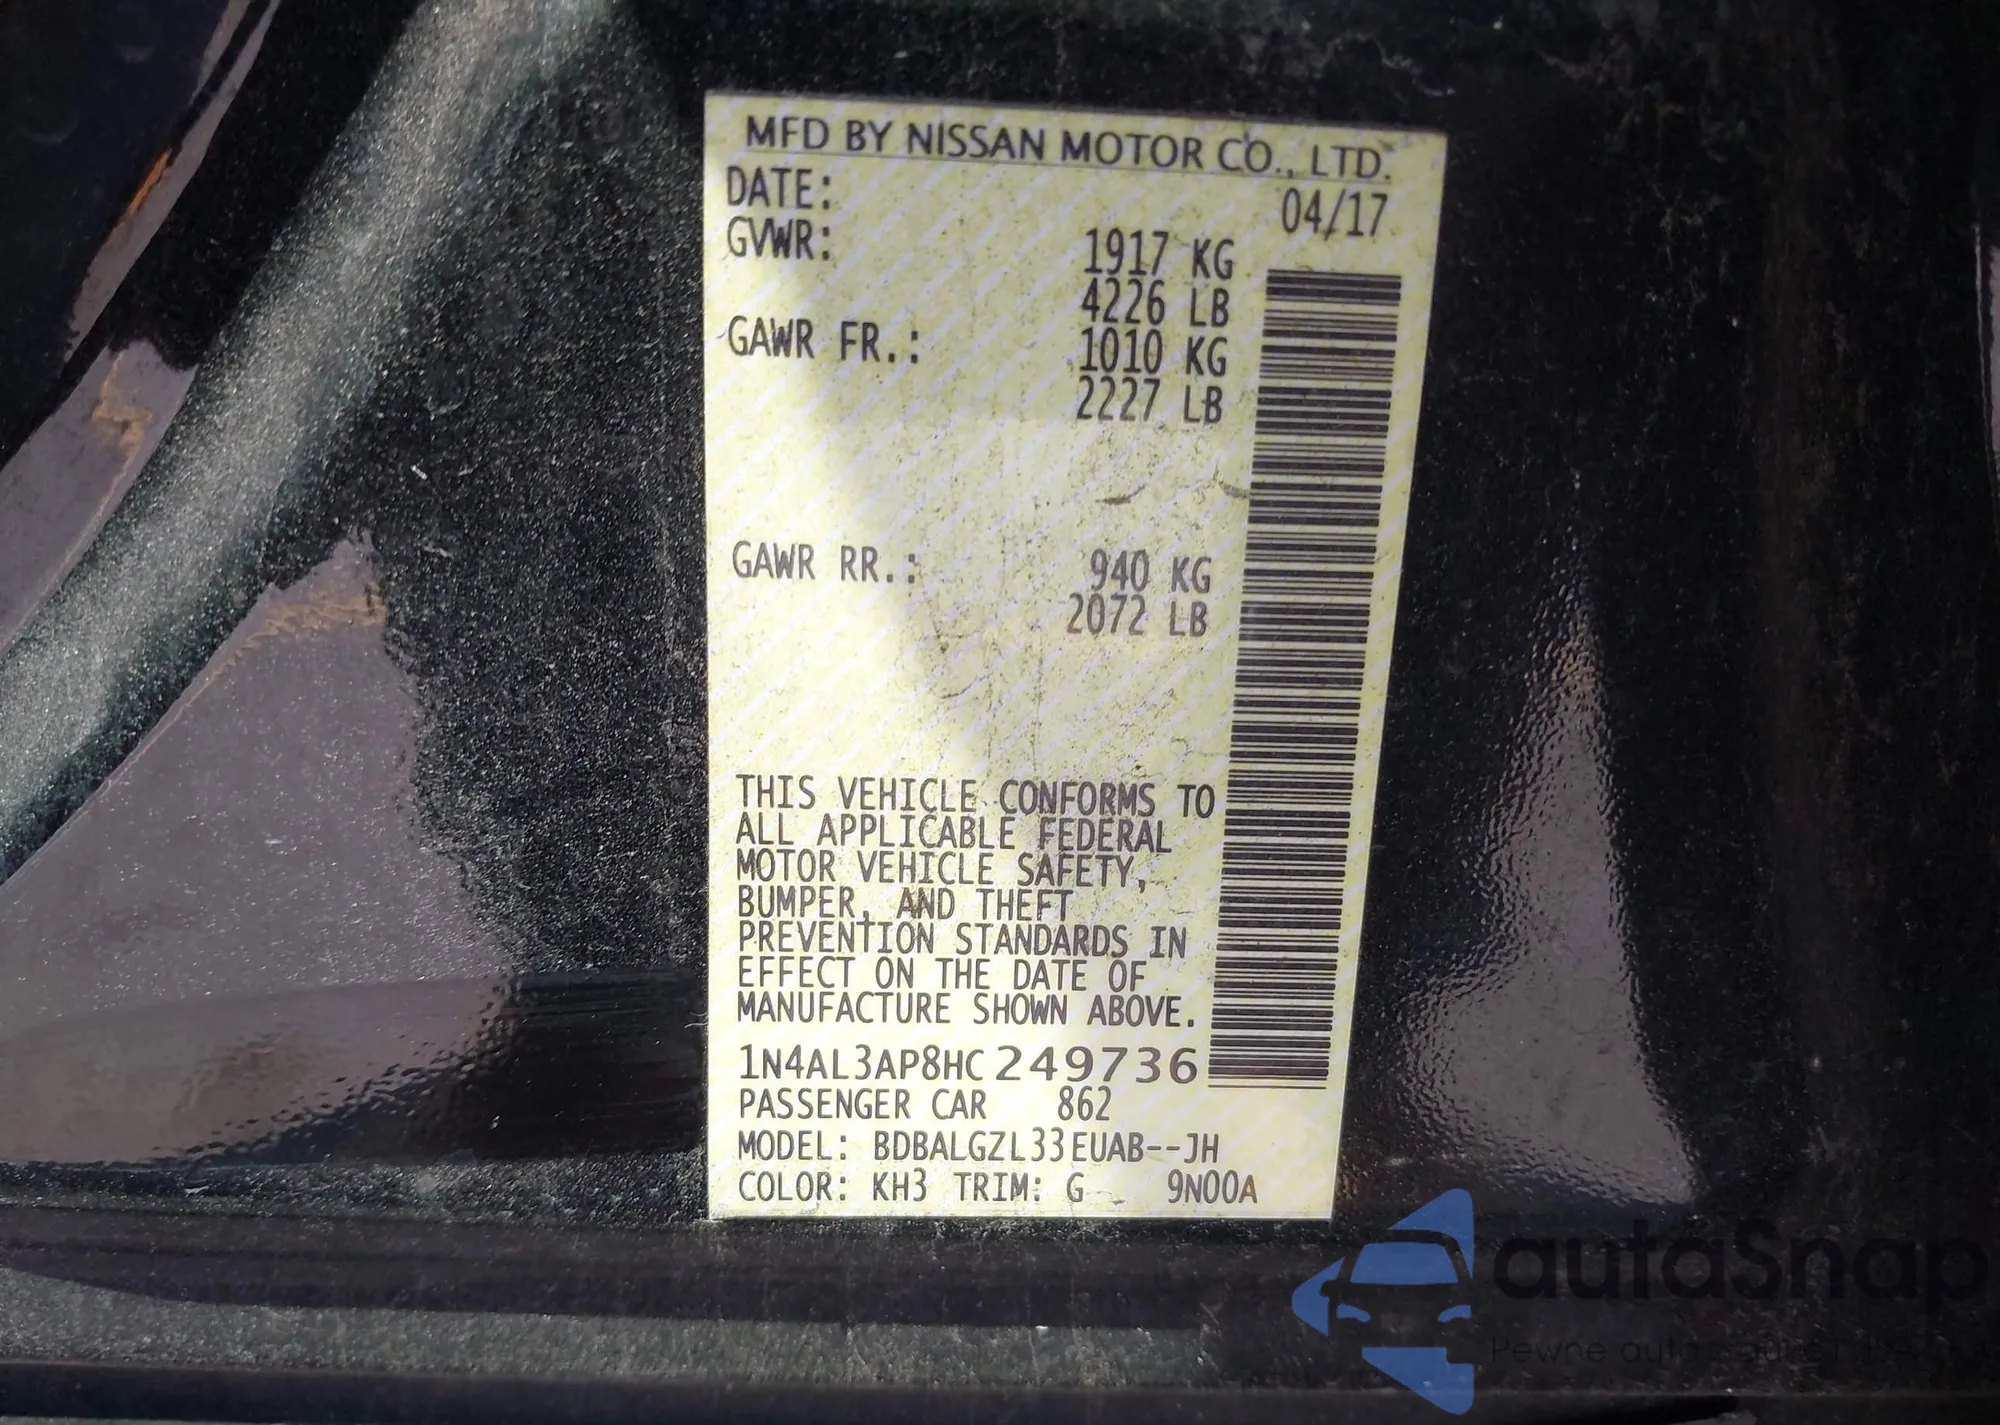 MFD BY NISSAN MOTOR CO., LTD.
DATE: 04/17
GVWR: 1917 KG
4226 LB
GAWR FR.: 1010 KG
2227 LB
GAWR RR.: 940 KG
2072 LB
THIS VEHICLE CONFORMS TO
ALL APPLICABLE FEDERAL
MOTOR VEHICLE SAFETY,
BUMPER, AND THEFT
PREVENTION STANDARDS IN
EFFECT ON THE DATE OF
MANUFACTURE SHOWN ABOVE.
1N4AL3AP8HC249736
PASSENGER CAR 862
MODEL: BDBALGZL33EUAB--JH
COLOR: KH3 TRIM: G 9N00A
autaSnap
Pewne auta